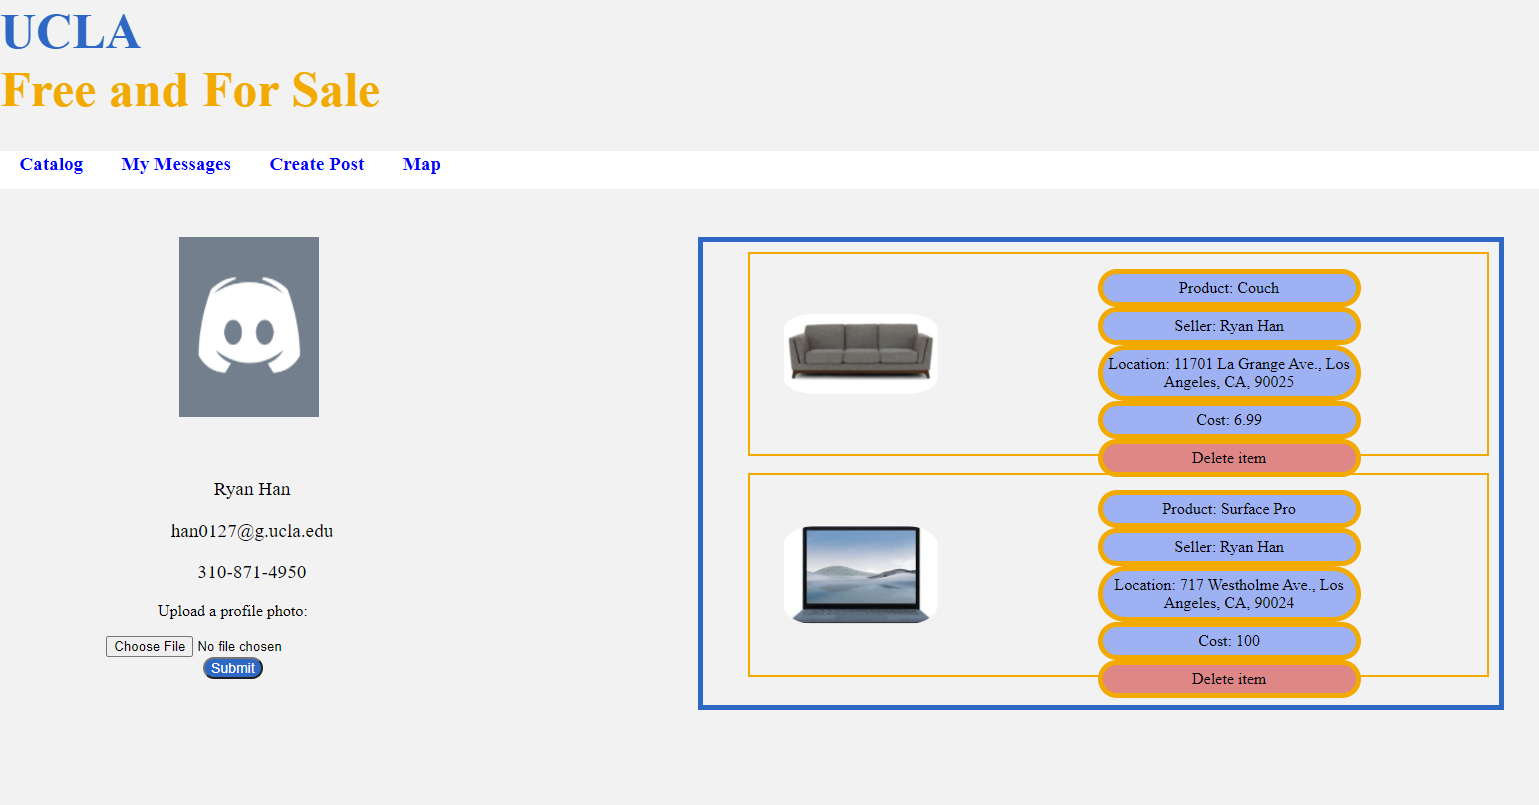 UCLA
Free and For Sale
Catalog My Messages Create Post Map
Ryan Han
han0127@g.ucla.edu
310-871-4950
Upload a profile photo:
Choose File No file chosen
Submit
Product: Couch
Seller: Ryan Han
Location: 11701 La Grange Ave., Los
Angeles, CA, 90025
Cost: 6.99
Delete item
Product: Surface Pro
Seller: Ryan Han
Location: 717 Westholme Ave., Los
Angeles, CA, 90024
Cost: 100
Delete item